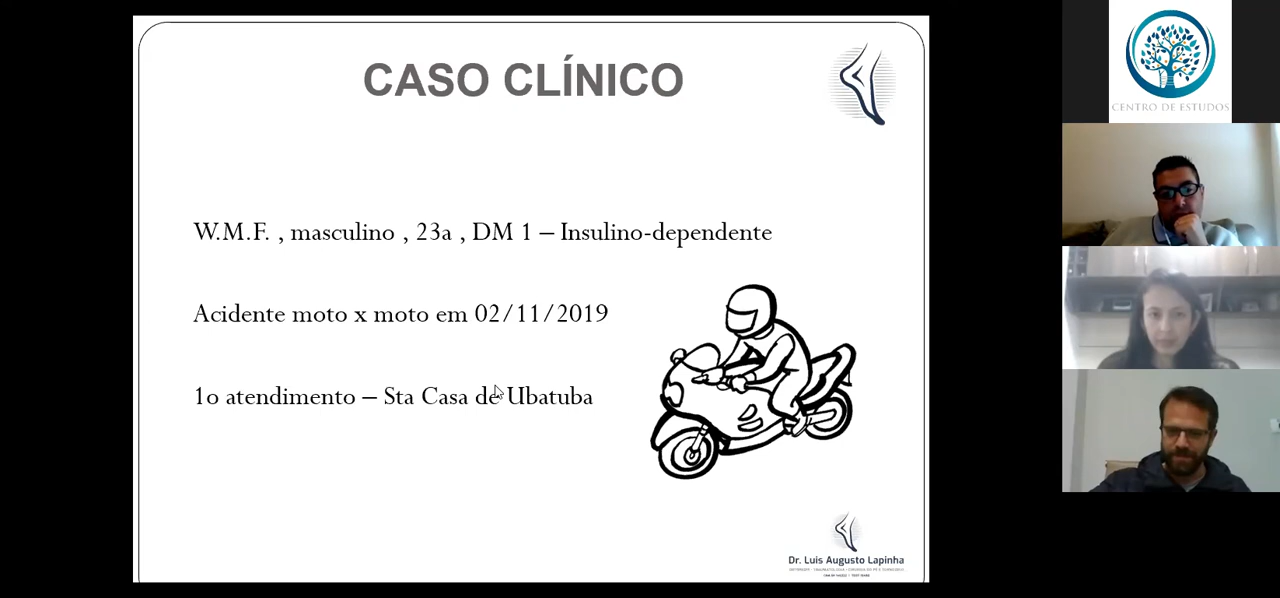 CASO CLÍNICO
W.M.F. , masculino , 23a , DM 1 – Insulino-dependente
Acidente moto x moto em 02/11/2019
1o atendimento – Sta Casa de Ubatuba
Dr. Luis Augusto Lapinha
CENTRO DE ESTUDOS